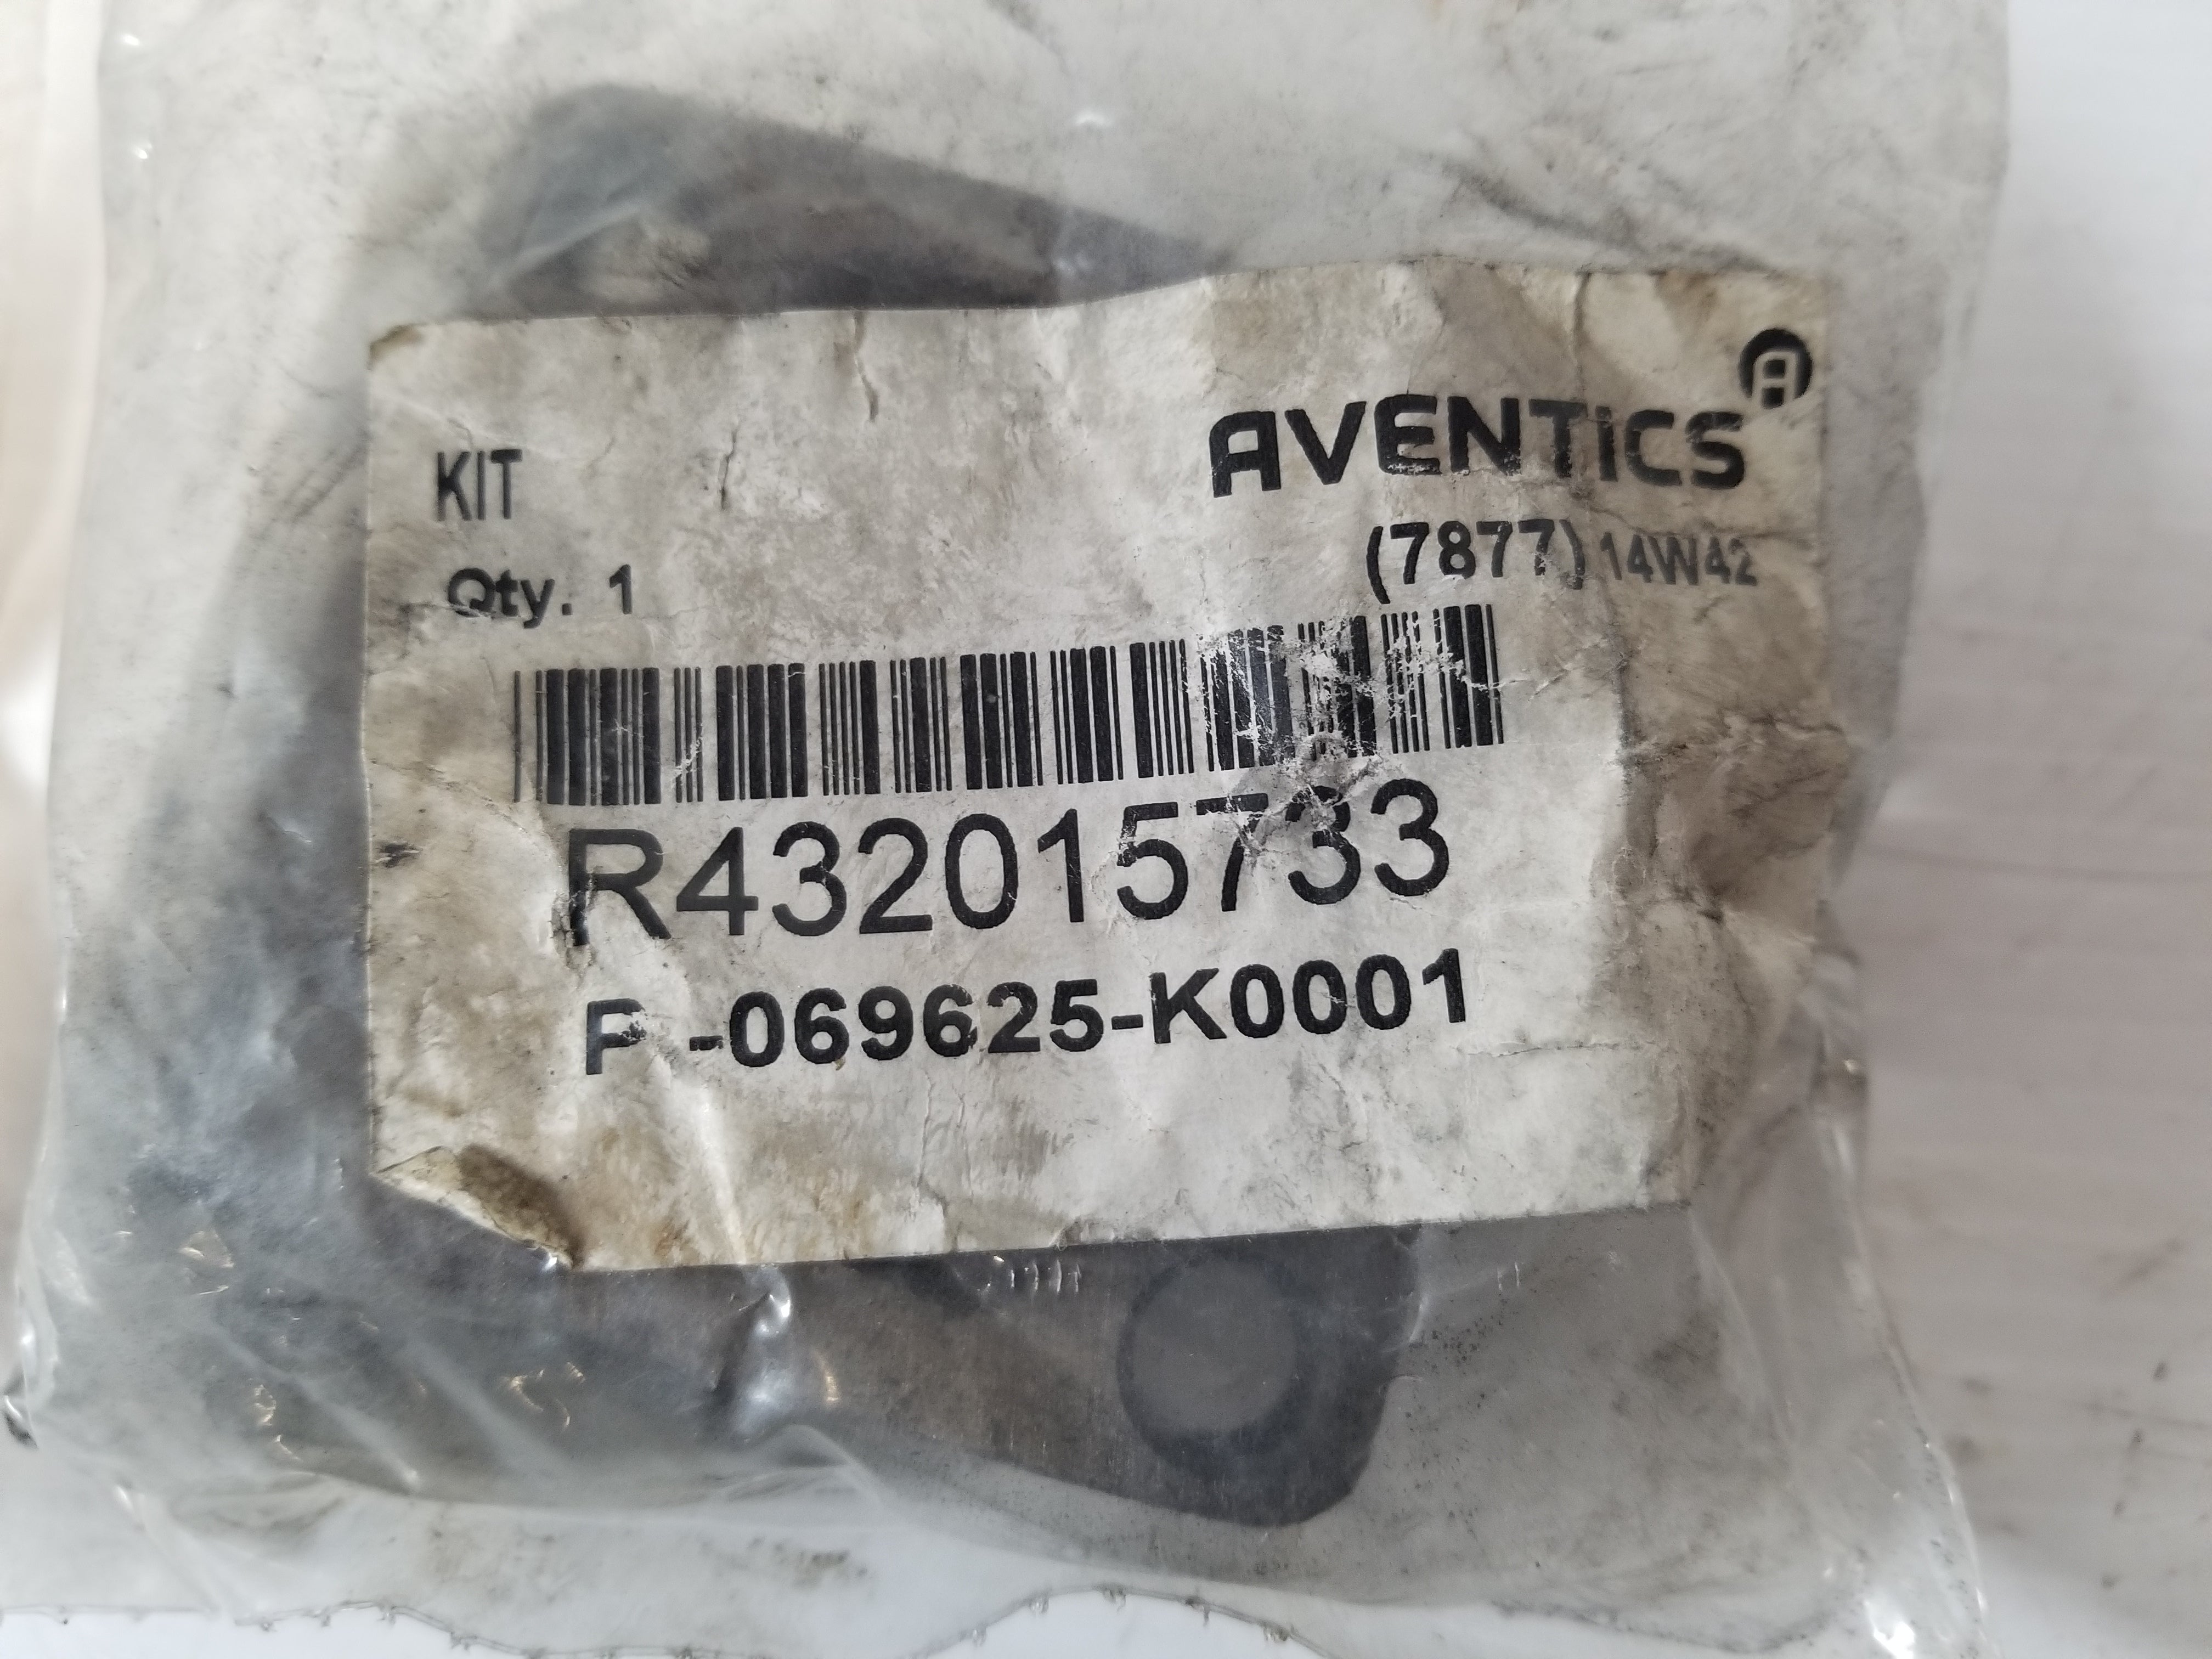 AVENTICS
KIT
(7877) 14W42
Qty. 1
R432015733
P -069625-K0001